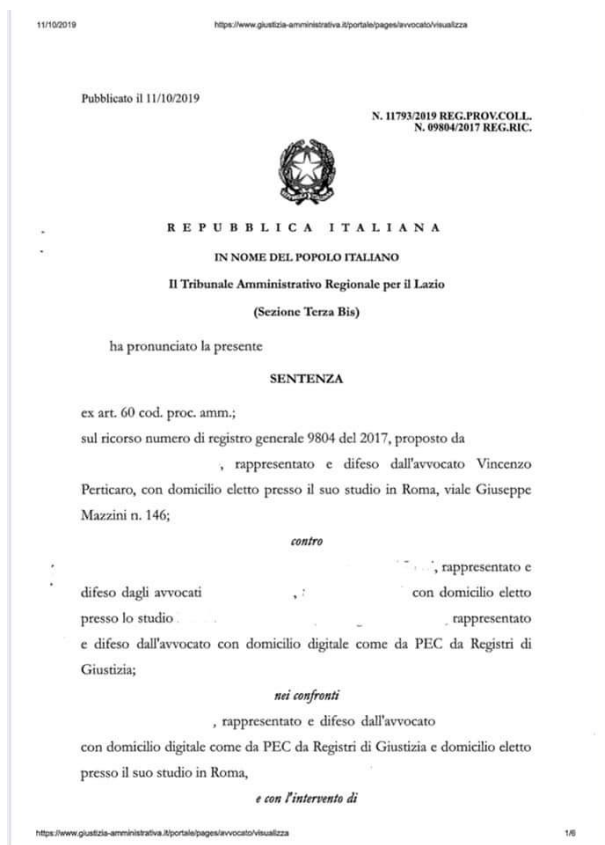 11/10/2019 https://www.giustizia-amministrativa.it/portale/pages/avvocato/visualizza
Pubblicato il 11/10/2019
N. 11793/2019 REG.PROV.COLL.
N. 09804/2017 REG.RIC.
REPUBBLICA ITALIANA
IN NOME DEL POPOLO ITALIANO
Il Tribunale Amministrativo Regionale per il Lazio
(Sezione Terza Bis)
ha pronunciato la presente
SENTENZA
ex art. 60 cod. proc. amm.;
sul ricorso numero di registro generale 9804 del 2017, proposto da
, rappresentato e difeso dall'avvocato Vincenzo
Perticaro, con domicilio eletto presso il suo studio in Roma, viale Giuseppe
Mazzini n. 146;
contro
, rappresentato e
difeso dagli avvocati , : con domicilio eletto
presso lo studio rappresentato
e difeso dall'avvocato con domicilio digitale come da PEC da Registri di
Giustizia;
nei confronti
, rappresentato e difeso dall'avvocato
con domicilio digitale come da PEC da Registri di Giustizia e domicilio eletto
presso il suo studio in Roma,
e con l'intervento di
https://www.giustizia-amministrativa.it/portale/pages/avvocato/visualizza 1/6